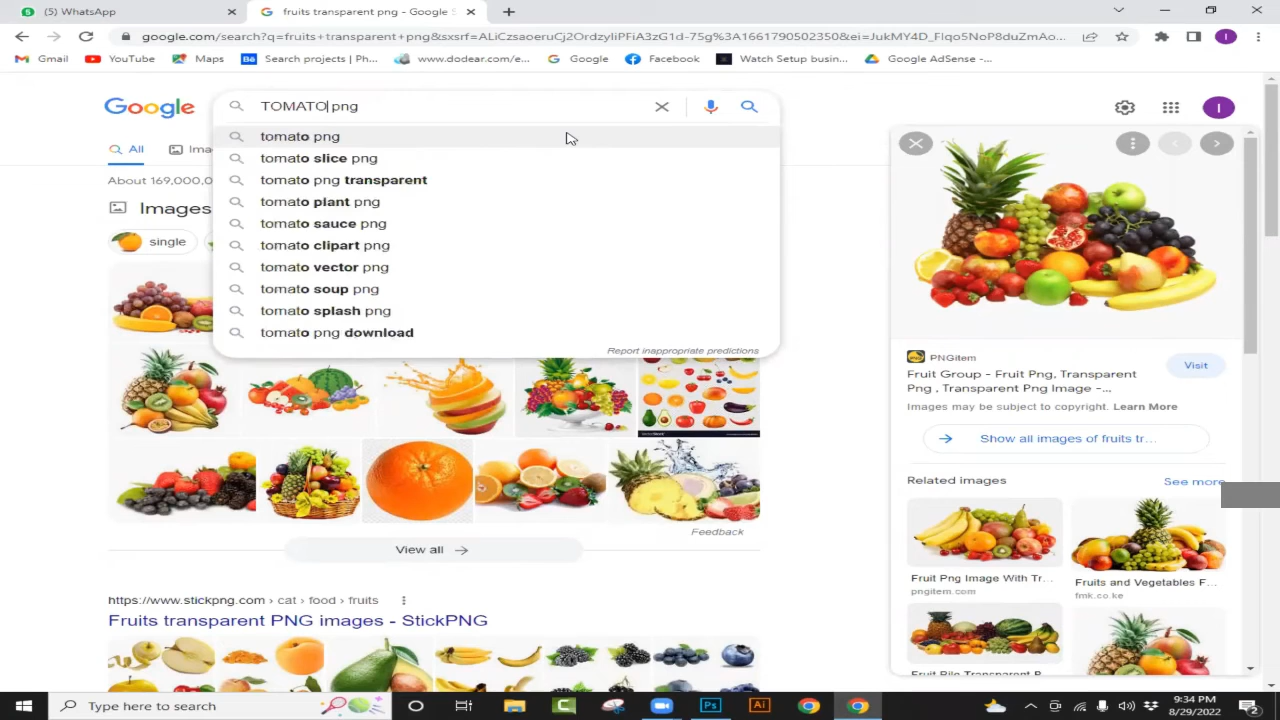 (5) WhatsApp
fruits transparent png - Google S
google.com/search?q=fruits+transparent+png&sxsrf=ALiCzsaoeruCj2OrdzyliPFiA3zG1d-75g%3A1661790502350&ei=JukMY4D_FIqo5NoP8duZmAo...
Gmail
YouTube
Maps
Search projects | Ph...
www.dodear.com/e...
Google
Facebook
Watch Setup busin...
Google AdSense -...
Google
TOMATO png
I
All
Ima
tomato png
tomato slice png
tomato png transparent
tomato plant png
tomato sauce png
tomato clipart png
tomato vector png
tomato soup png
tomato splash png
tomato png download
Report inappropriate predictions
About 169,000,0
Images
single
View all
Feedback
https://www.stickpng.com › cat › food › fruits
Fruits transparent PNG images - StickPNG
PNGitem
Fruit Group - Fruit Png, Transparent
Png , Transparent Png Image -...
Visit
Images may be subject to copyright. Learn More
Show all images of fruits tr...
Related images
See more
Fruit Png Image With Tr...
pngitem.com
Fruits and Vegetables F...
fmk.co.ke
Fruit Pile Transparent B
Type here to search
Ps
Ai
9:34 PM
8/29/2022
2